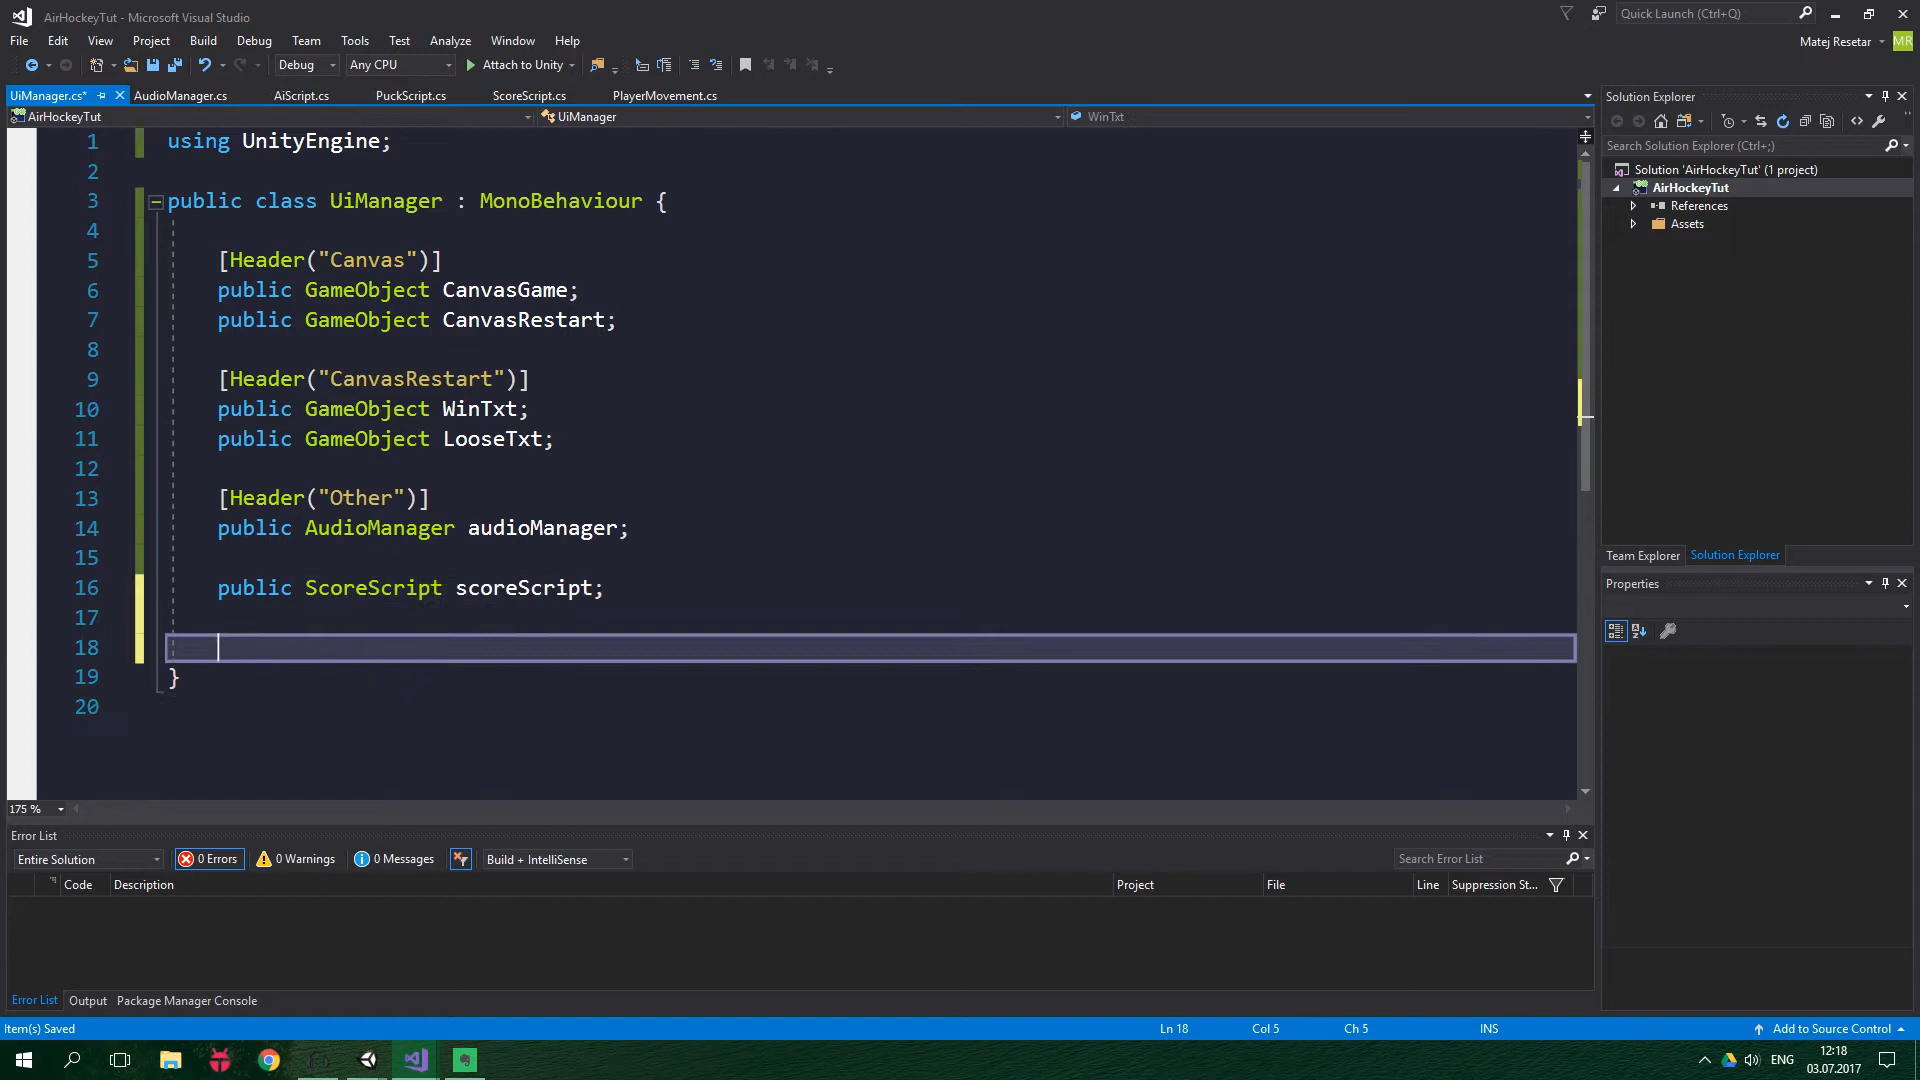 AirHockeyTut - Microsoft Visual Studio
Quick Launch (Ctrl+Q)
File Edit View Project Build Debug Team Tools Test Analyze Window Help
Matej Resetar MR
Debug Any CPU Attach to Unity
UiManager.cs* AudioManager.cs AiScript.cs PuckScript.cs ScoreScript.cs PlayerMovement.cs
AirHockeyTut UiManager WinTxt
1 using UnityEngine;
2
3 public class UiManager : MonoBehaviour {
4
5 [Header("Canvas")]
6 public GameObject CanvasGame;
7 public GameObject CanvasRestart;
8
9 [Header("CanvasRestart")]
10 public GameObject WinTxt;
11 public GameObject LooseTxt;
12
13 [Header("Other")]
14 public AudioManager audioManager;
15
16 public ScoreScript scoreScript;
17
18
19 }
20
175 %
Solution Explorer
Search Solution Explorer (Ctrl+;)
Solution 'AirHockeyTut' (1 project)
AirHockeyTut
References
Assets
Team Explorer Solution Explorer
Properties
Error List
Entire Solution 0 Errors 0 Warnings 0 Messages Build + IntelliSense Search Error List
Code Description Project File Line Suppression St...
Error List Output Package Manager Console
Item(s) Saved Ln 18 Col 5 Ch 5 INS Add to Source Control
ENG 12:18
03.07.2017